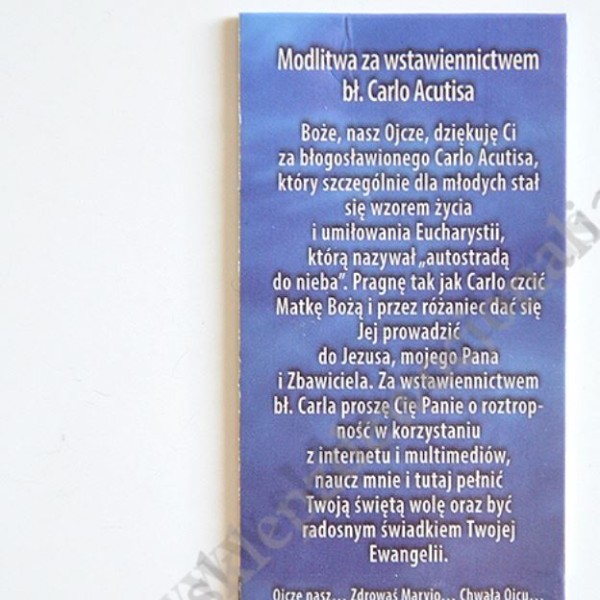 Modlitwa za wstawiennictwem
bł. Carlo Acutisa
Boże, nasz Ojcze, dziękuję Ci
za błogosławionego Carlo Acutisa,
który szczególnie dla młodych stał
się wzorem życia
i umiłowania Eucharystii,
którą nazywał „autostradą
do nieba”. Pragnę tak jak Carlo czcić
Matkę Bożą i przez różaniec dać się
Jej prowadzić
do Jezusa, mojego Pana
i Zbawiciela. Za wstawiennictwem
bł. Carla proszę Cię Panie o roztrop-
ność w korzystaniu
z internetu i multimediów,
naucz mnie i tutaj pełnić
Twoją świętą wolę oraz być
radosnym świadkiem Twojej
Ewangelii.
Ojcze nasz... Zdrowaś Maryjo... Chwała Ojcu...